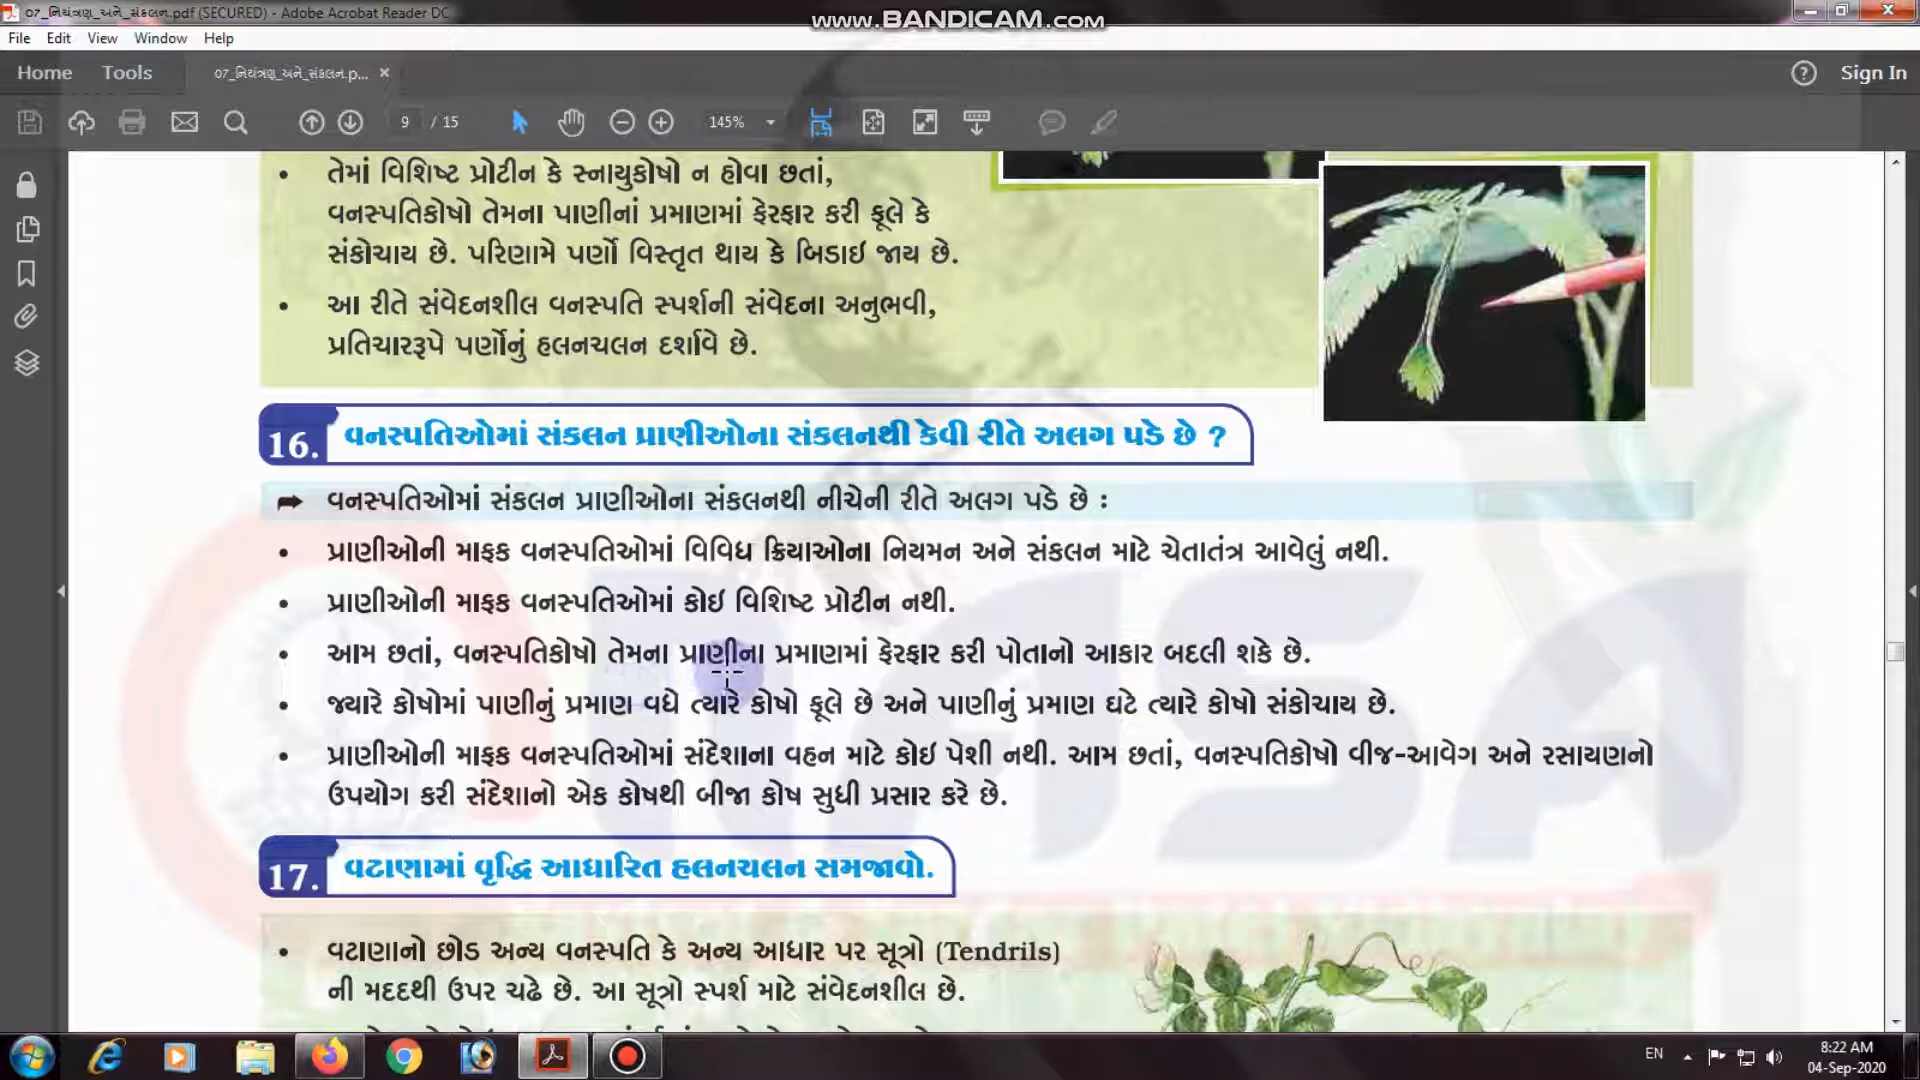 07_નિયંત્રણ_અને_સંકલન.pdf (SECURED) - Adobe Acrobat Reader DC
www.BANDICAM.com
File Edit View Window Help
Home Tools 07_નિયંત્રણ_અને_સંકલન.p... Sign In
9 / 15 145%
તેમાં વિશિષ્ટ પ્રોટીન કે સ્નાયુકોષો ન હોવા છતાં,
વનસ્પતિકોષો તેમના પાણીનાં પ્રમાણમાં ફેરફાર કરી ફૂલે કે
સંકોચાય છે. પરિણામે પર્ણો વિસ્તૃત થાય કે બિડાઈ જાય છે.
આ રીતે સંવેદનશીલ વનસ્પતિ સ્પર્શની સંવેદના અનુભવી,
પ્રતિચારરૂપે પર્ણોનું હલનચલન દર્શાવે છે.
16. વનસ્પતિઓમાં સંકલન પ્રાણીઓના સંકલનથી કેવી રીતે અલગ પડે છે ?
વનસ્પતિઓમાં સંકલન પ્રાણીઓના સંકલનથી નીચેની રીતે અલગ પડે છે :
પ્રાણીઓની માફક વનસ્પતિઓમાં વિવિધ ક્રિયાઓના નિયમન અને સંકલન માટે ચેતાતંત્ર આવેલું નથી.
પ્રાણીઓની માફક વનસ્પતિઓમાં કોઈ વિશિષ્ટ પ્રોટીન નથી.
આમ છતાં, વનસ્પતિકોષો તેમના પ્રાણીના પ્રમાણમાં ફેરફાર કરી પોતાનો આકાર બદલી શકે છે.
જ્યારે કોષોમાં પાણીનું પ્રમાણ વધે ત્યારે કોષો ફૂલે છે અને પાણીનું પ્રમાણ ઘટે ત્યારે કોષો સંકોચાય છે.
પ્રાણીઓની માફક વનસ્પતિઓમાં સંદેશાના વહન માટે કોઈ પેશી નથી. આમ છતાં, વનસ્પતિકોષો વીજ-આવેગ અને રસાયણનો
ઉપયોગ કરી સંદેશાનો એક કોષથી બીજા કોષ સુધી પ્રસાર કરે છે.
17. વટાણામાં વૃદ્ધિ આધારિત હલનચલન સમજાવો.
વટાણાનો છોડ અન્ય વનસ્પતિ કે અન્ય આધાર પર સૂત્રો (Tendrils)
ની મદદથી ઉપર ચઢે છે. આ સૂત્રો સ્પર્શ માટે સંવેદનશીલ છે.
EN 8:22 AM
04-Sep-2020